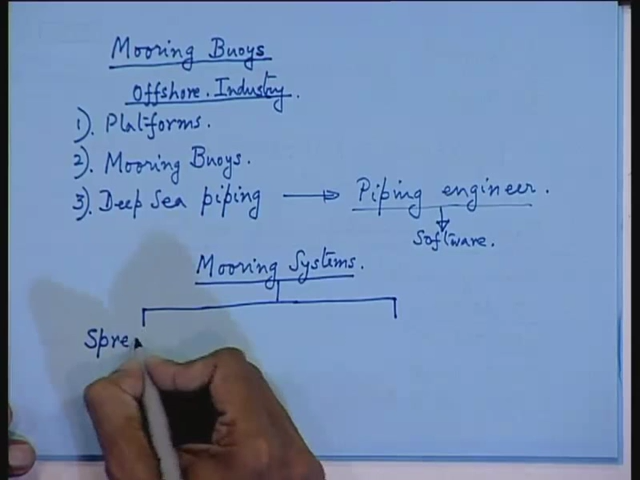 Mooring Buoys
Offshore. Industry.
1). Platforms.
2). Mooring Buoys.
3). Deep Sea piping → Piping engineer.
Software.
Mooring Systems.
Spre